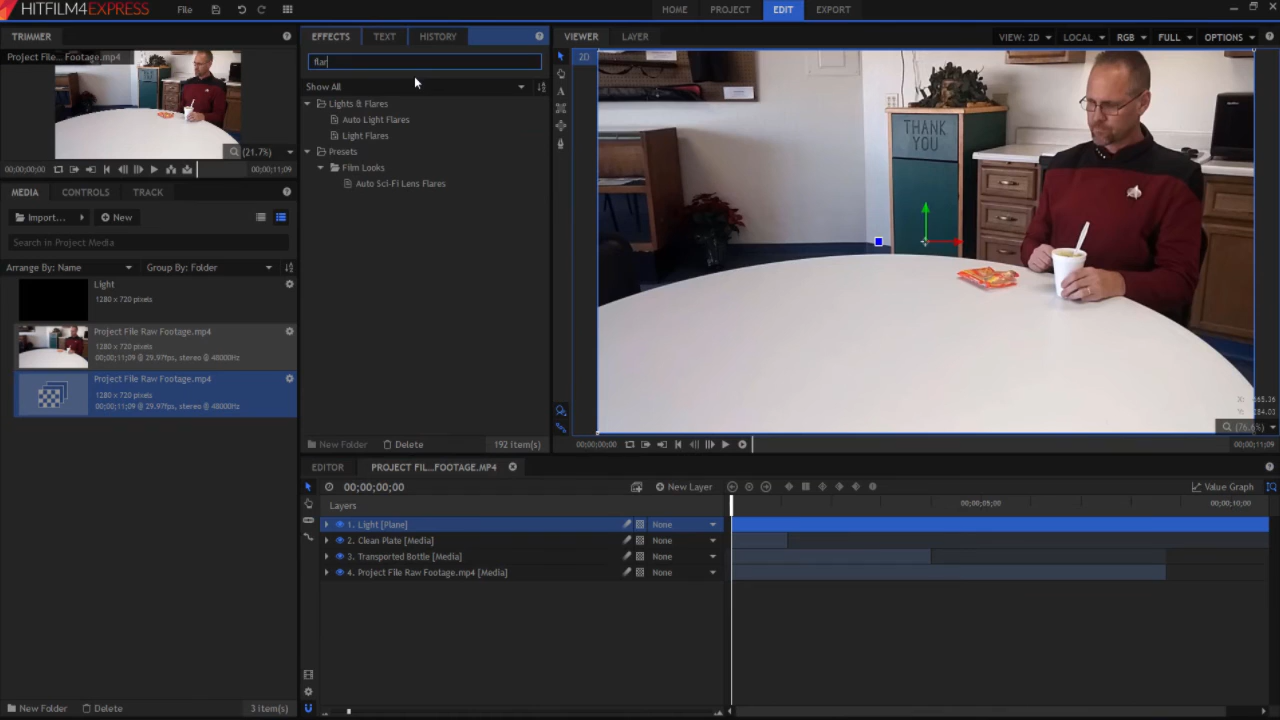 HITFILM4EXPRESS
File
HOME
PROJECT
EDIT
EXPORT
TRIMMER
Project File... Footage.mp4
(21.7%)
00;00;00;00
00;00;11;09
MEDIA
CONTROLS
TRACK
Import...
New
Search in Project Media
Arrange By: Name
Group By: Folder
Light
1280 x 720 pixels
Project File Raw Footage.mp4
1280 x 720 pixels
00;00;11;09 @ 29.97fps, stereo @ 48000Hz
Project File Raw Footage.mp4
1280 x 720 pixels
00;00;11;09 @ 29.97fps, stereo @ 48000Hz
New Folder
Delete
3 item(s)
EFFECTS
TEXT
HISTORY
flar
Show All
Lights & Flares
Auto Light Flares
Light Flares
Presets
Film Looks
Auto Sci-Fi Lens Flares
New Folder
Delete
192 item(s)
VIEWER
LAYER
VIEW: 2D
LOCAL
RGB
FULL
OPTIONS
2D
THANK
YOU
(76.6%)
00;00;00;00
00;00;11;09
EDITOR
PROJECT FIL...FOOTAGE.MP4
00;00;00;00
New Layer
Value Graph
Layers
00;00;05;00
00;00;10;00
1. Light [Plane]
None
2. Clean Plate [Media]
None
3. Transported Bottle [Media]
None
4. Project File Raw Footage.mp4 [Media]
None